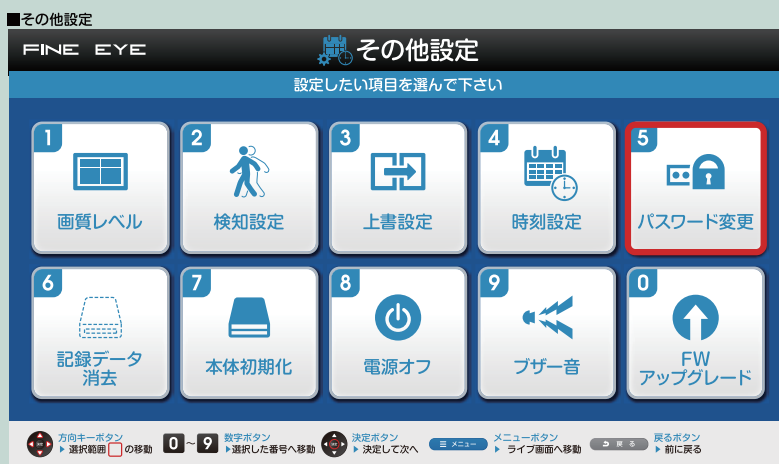 ■その他設定
FINE EYE
その他設定
設定したい項目を選んで下さい
1
画質レベル
2
検知設定
3
上書設定
4
時刻設定
5
パスワード変更
6
記録データ
消去
7
本体初期化
8
電源オフ
9
ブザー音
0
FW
アップグレード
方向キーボタン
▶ 選択範囲 の移動
0 ~ 9
数字ボタン
▶選択した番号へ移動
決定ボタン
▶ 決定して次へ
☰ メニュー
メニューボタン
▶ ライブ画面へ移動
戻る
戻るボタン
▶ 前に戻る